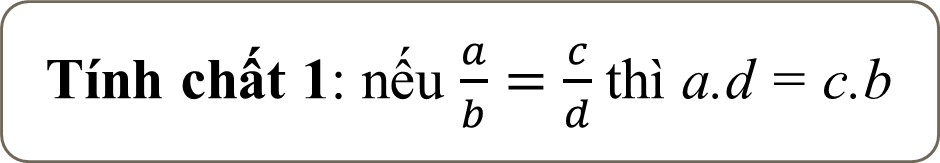 Tính chất 1: nếu a/b = c/d thì a.d = c.b